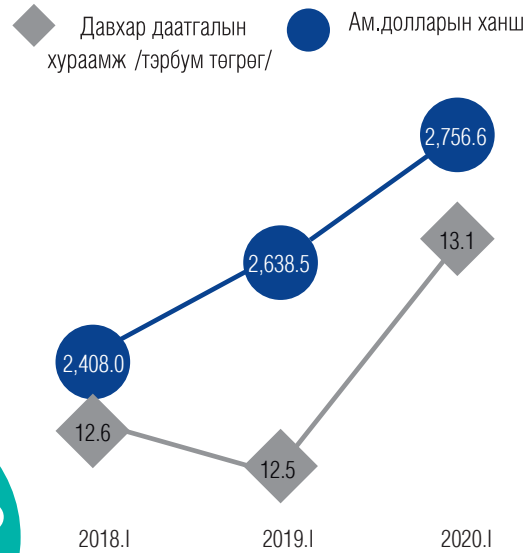 Давхар даатгалын
хураамж /тэрбум төгрөг/
Ам.долларын ханш
2,756.6
13.1
2,638.5
2,408.0
12.6
12.5
2018.I
2019.I
2020.I